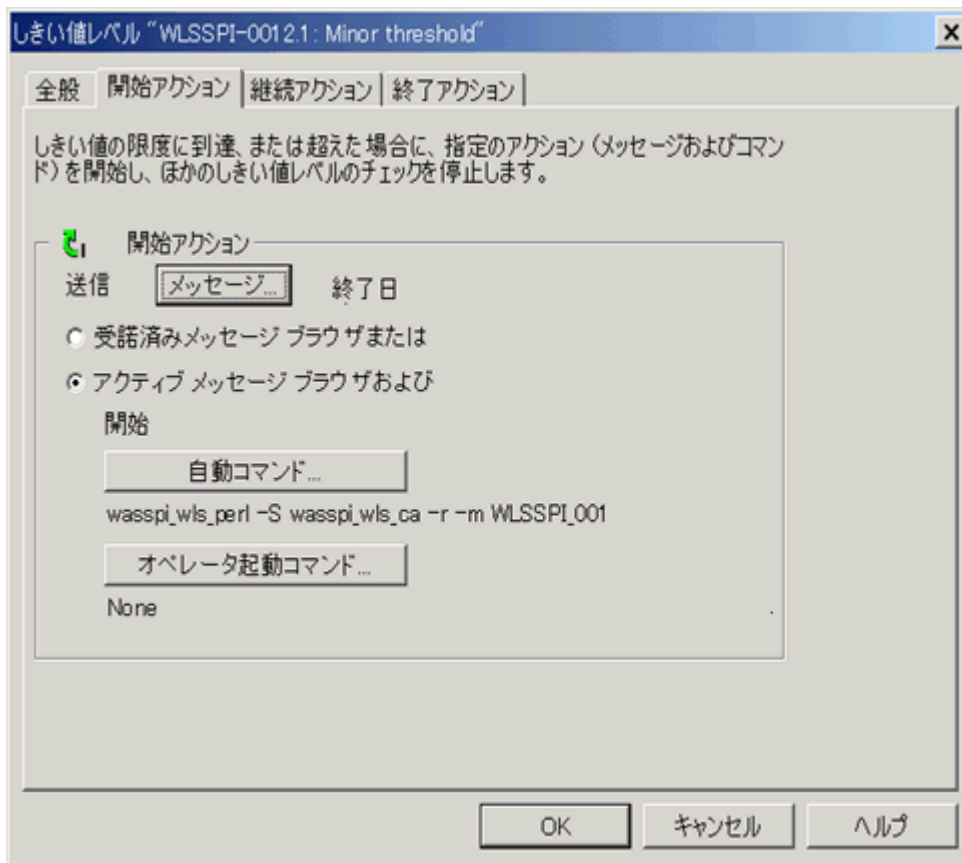 しきい値レベル "WLSSPI-0012.1: Minor threshold"
全般 開始アクション 継続アクション 終了アクション
しきい値の限度に到達、または超えた場合に、指定のアクション (メッセージおよびコマン
ド) を開始し、ほかのしきい値レベルのチェックを停止します。
開始アクション
送信 メッセージ... 終了日
受諾済みメッセージ ブラウザまたは
アクティブ メッセージ ブラウザおよび
開始
自動コマンド...
wasspi_wls_perl -S wasspi_wls_ca -r -m WLSSPI_001
オペレータ起動コマンド...
None .
OK キャンセル ヘルプ